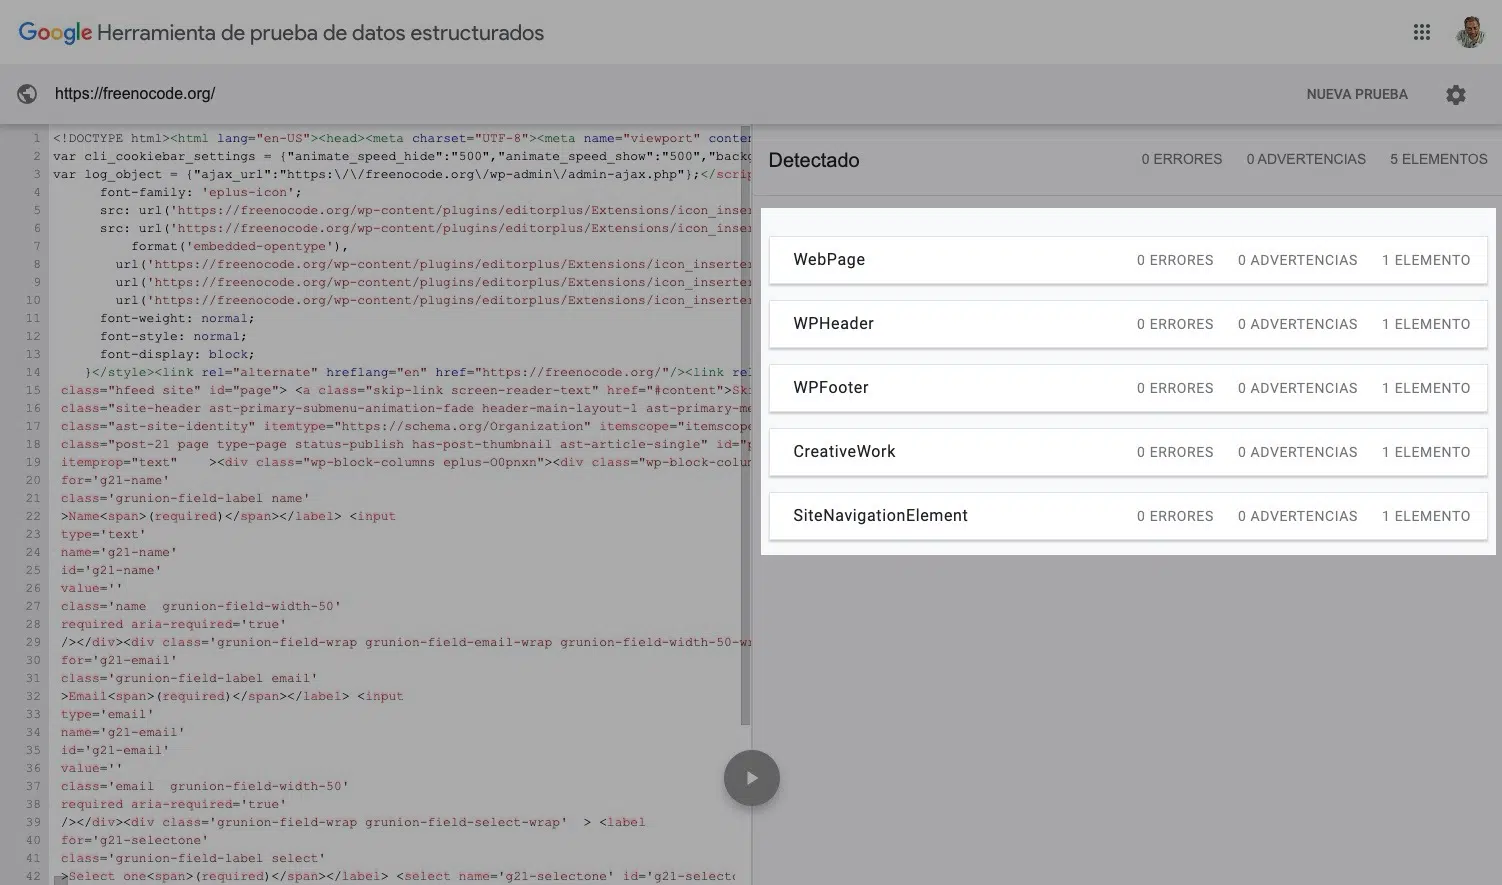 Google Herramienta de prueba de datos estructurados
https://freenocode.org/
NUEVA PRUEBA
1 <!DOCTYPE html><html lang="en-US"><head><meta charset="UTF-8"><meta name="viewport" conten
2 var cli_cookiebar_settings = {"animate_speed_hide":"500","animate_speed_show":"500","backg
3 var log_object = {"ajax_url":"https:\/\/freenocode.org\/wp-admin\/admin-ajax.php"};</scrip
4 font-family: 'eplus-icon';
5 src: url('https://freenocode.org/wp-content/plugins/editorplus/Extensions/icon_inser
6 src: url('https://freenocode.org/wp-content/plugins/editorplus/Extensions/icon_inser
7 format('embedded-opentype'),
8 url('https://freenocode.org/wp-content/plugins/editorplus/Extensions/icon_inserter
9 url('https://freenocode.org/wp-content/plugins/editorplus/Extensions/icon_inserter
10 url('https://freenocode.org/wp-content/plugins/editorplus/Extensions/icon_inserter
11 font-weight: normal;
12 font-style: normal;
13 font-display: block;
14 }</style><link rel="alternate" hreflang="en" href="https://freenocode.org/"/><link rel
15 class="hfeed site" id="page"> <a class="skip-link screen-reader-text" href="#content">Sk
16 class="site-header ast-primary-submenu-animation-fade header-main-layout-1 ast-primary-me
17 class="ast-site-identity" itemtype="https://schema.org/Organization" itemscope="itemscope
18 class="post-21 page type-page status-publish has-post-thumbnail ast-article-single" id="p
19 itemprop="text" ><div class="wp-block-columns eplus-O0pnxn"><div class="wp-block-colum
20 for='g21-name'
21 class='grunion-field-label name'
22 >Name<span>(required)</span></label> <input
23 type='text'
24 name='g21-name'
25 id='g21-name'
26 value=''
27 class='name  grunion-field-width-50'
28 required aria-required='true'
29 /></div><div class='grunion-field-wrap grunion-field-email-wrap grunion-field-width-50-wr
30 for='g21-email'
31 class='grunion-field-label email'
32 >Email<span>(required)</span></label> <input
33 type='email'
34 name='g21-email'
35 id='g21-email'
36 value=''
37 class='email  grunion-field-width-50'
38 required aria-required='true'
39 /></div><div class='grunion-field-wrap grunion-field-select-wrap'  > <label
40 for='g21-selectone'
41 class='grunion-field-label select'
42 >Select one<span>(required)</span></label> <select name='g21-selectone' id='g21-selecto
Detectado 0 ERRORES 0 ADVERTENCIAS 5 ELEMENTOS
WebPage 0 ERRORES 0 ADVERTENCIAS 1 ELEMENTO
WPHeader 0 ERRORES 0 ADVERTENCIAS 1 ELEMENTO
WPFooter 0 ERRORES 0 ADVERTENCIAS 1 ELEMENTO
CreativeWork 0 ERRORES 0 ADVERTENCIAS 1 ELEMENTO
SiteNavigationElement 0 ERRORES 0 ADVERTENCIAS 1 ELEMENTO